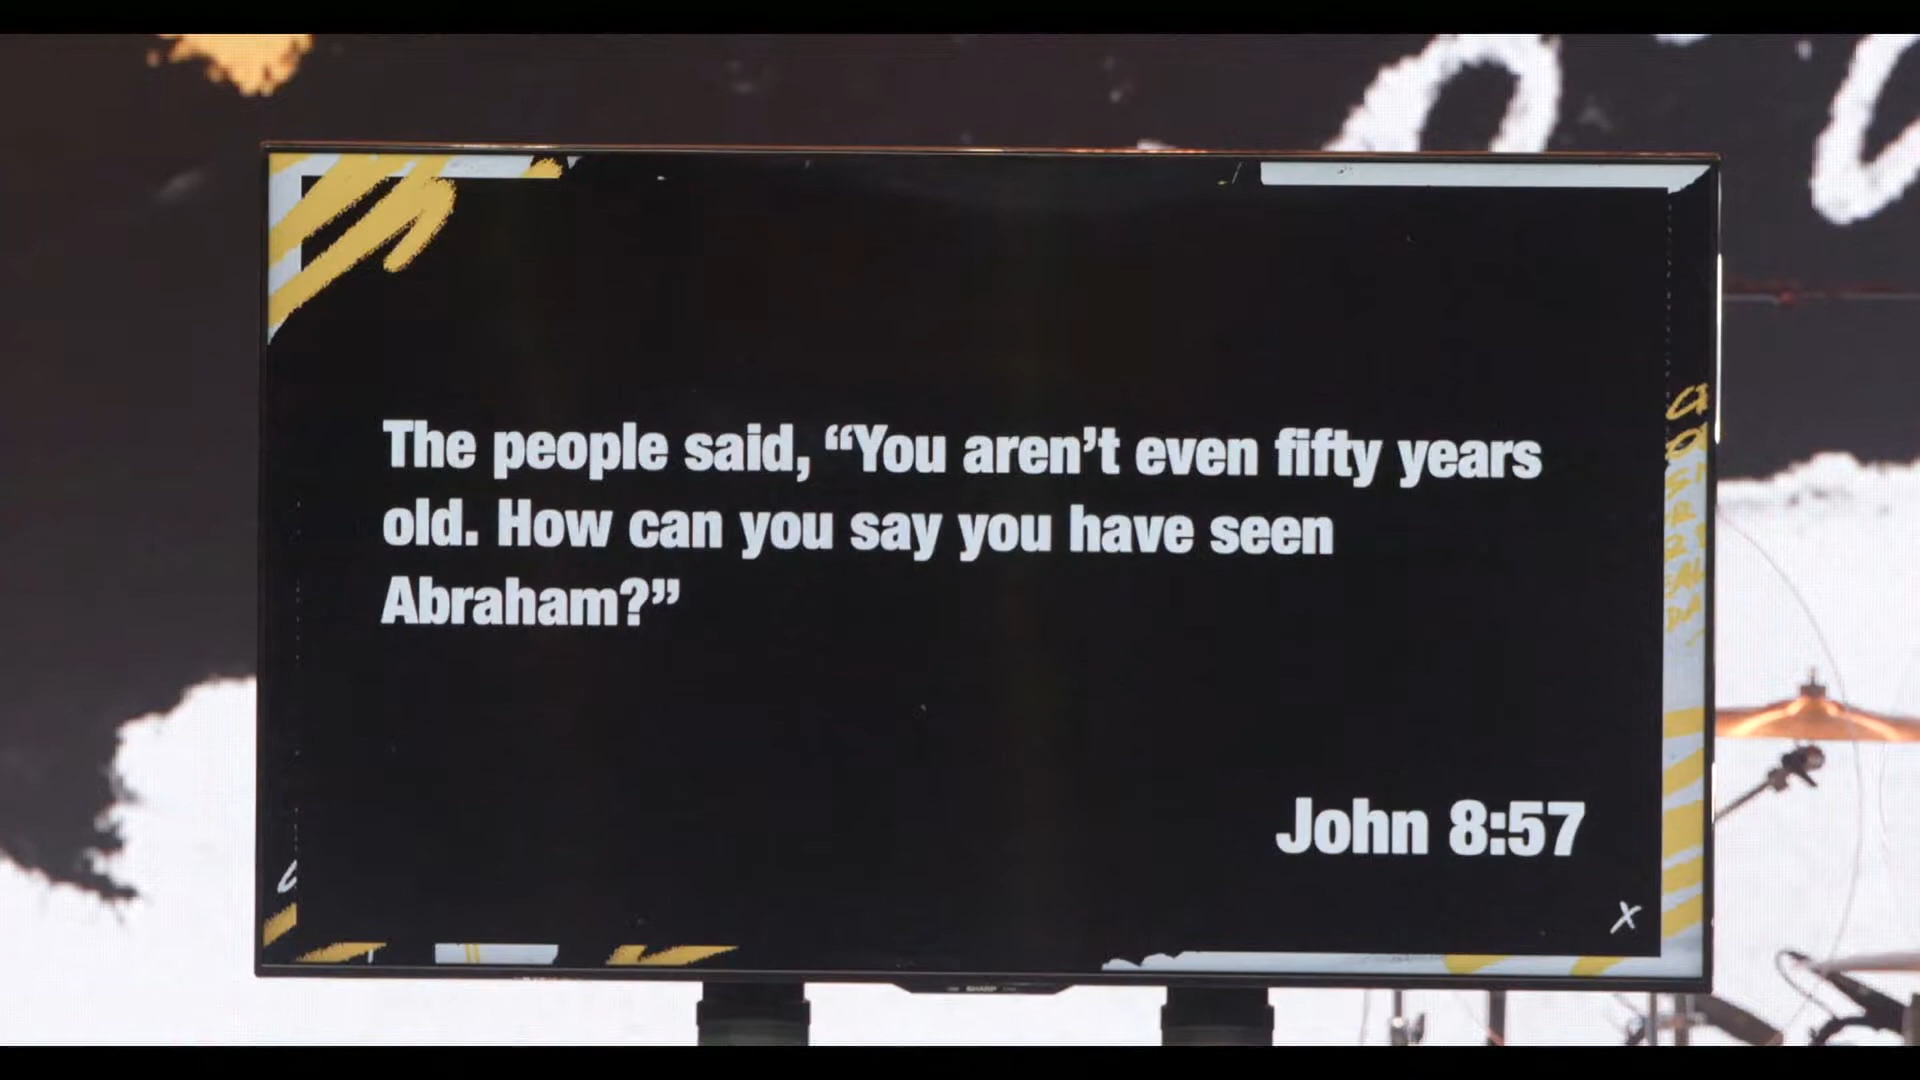 The people said, “You aren’t even fifty years
old. How can you say you have seen
Abraham?”
John 8:57
x
SHARP